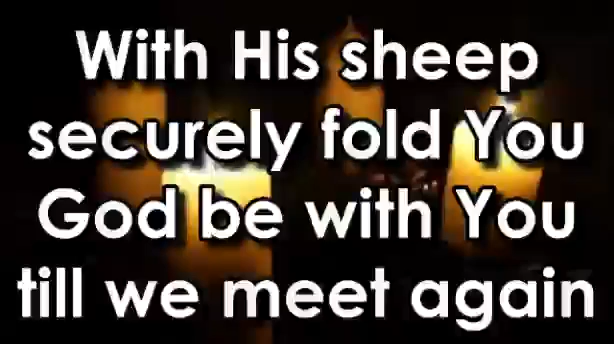 With His sheep
securely fold You
God be with You
till we meet again